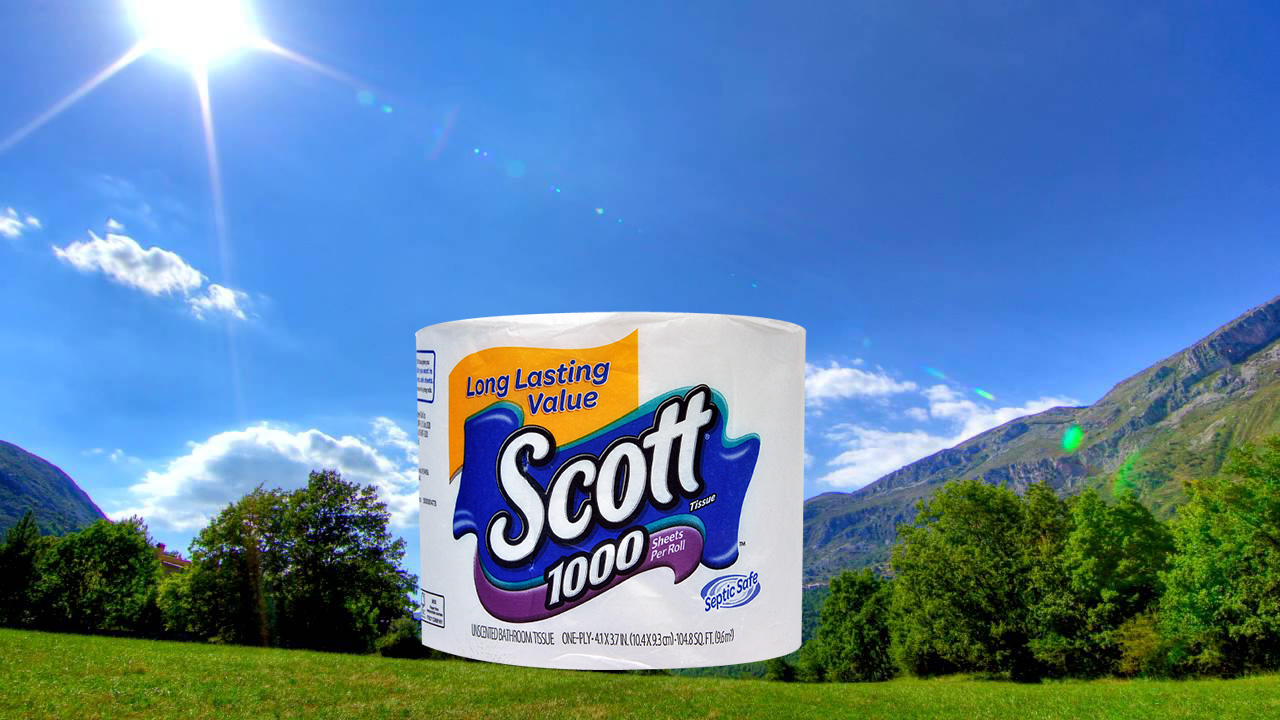 Long Lasting
Value
Scott
Tissue
1000
Sheets
Per Roll
TM
Septic Safe
UNSCENTED BATHROOM TISSUE ONE-PLY-4.1 X 3.7 IN. (10.4 X 9.3 cm)-104.8 SQ. FT. (9.6 m²)